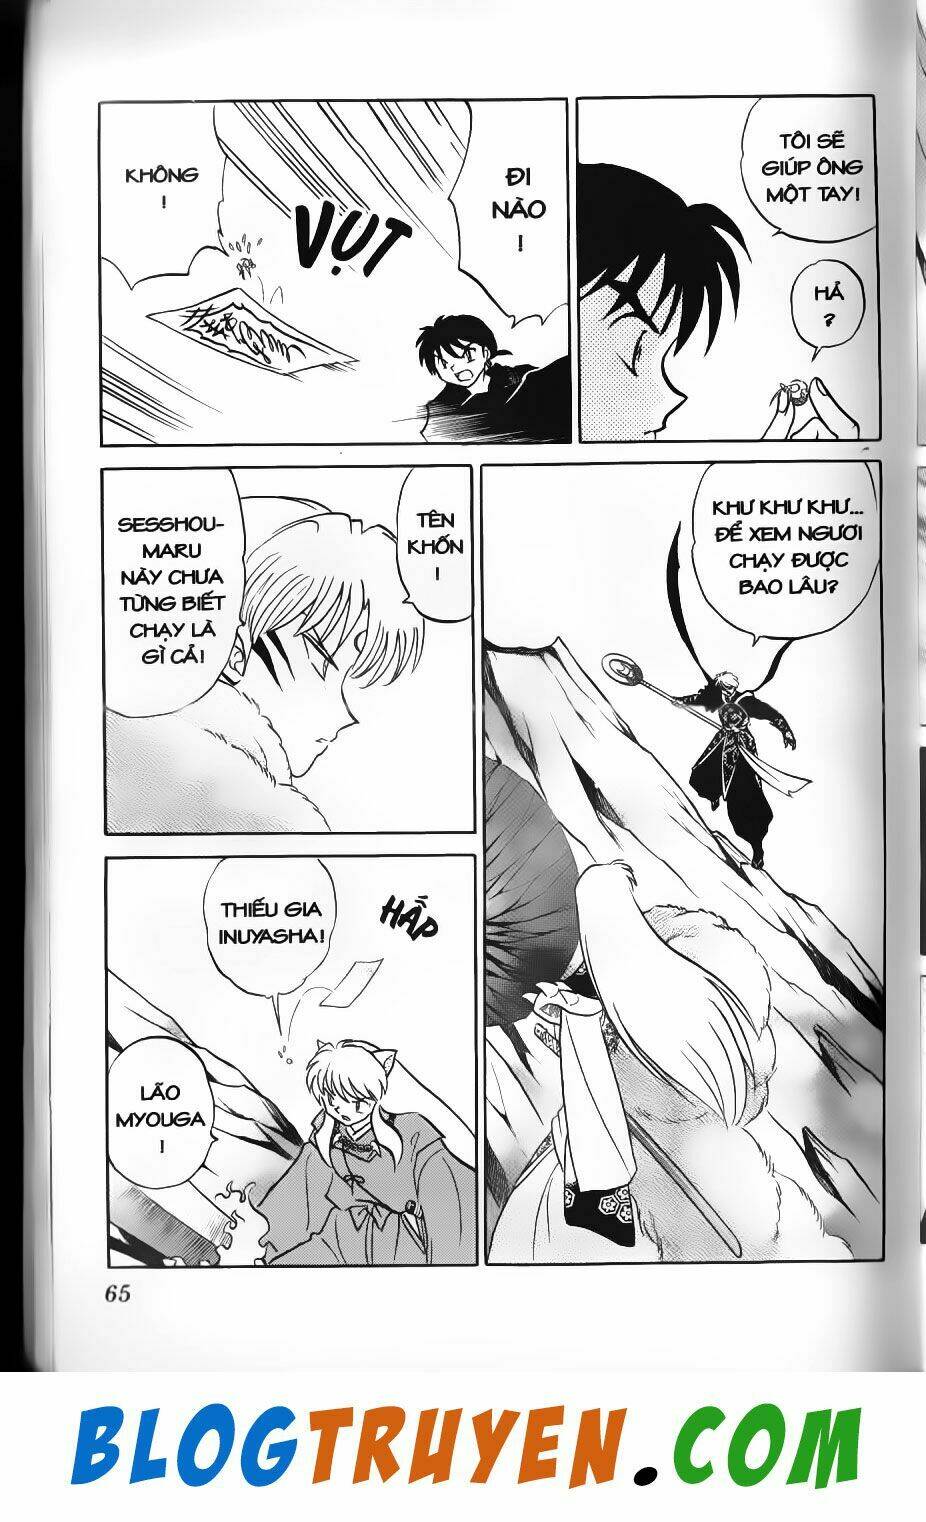 TÔI SẼ
GIÚP ÔNG
MỘT TAY!
HẢ
?
ĐI
NÀO
!
VỤT
KHÔNG
!
KHƯ KHƯ KHƯ...
ĐỂ XEM NGƯƠI
CHẠY ĐƯỢC
BAO LÂU?
TÊN
KHỐN
!
SESSHOU-
MARU
NÀY CHƯA
TỪNG BIẾT
CHẠY LÀ
GÌ CẢ!
THIẾU GIA
INUYASHA!
HẤP
LÃO
MYOUGA
!
65
BLOGTRUYEN.COM